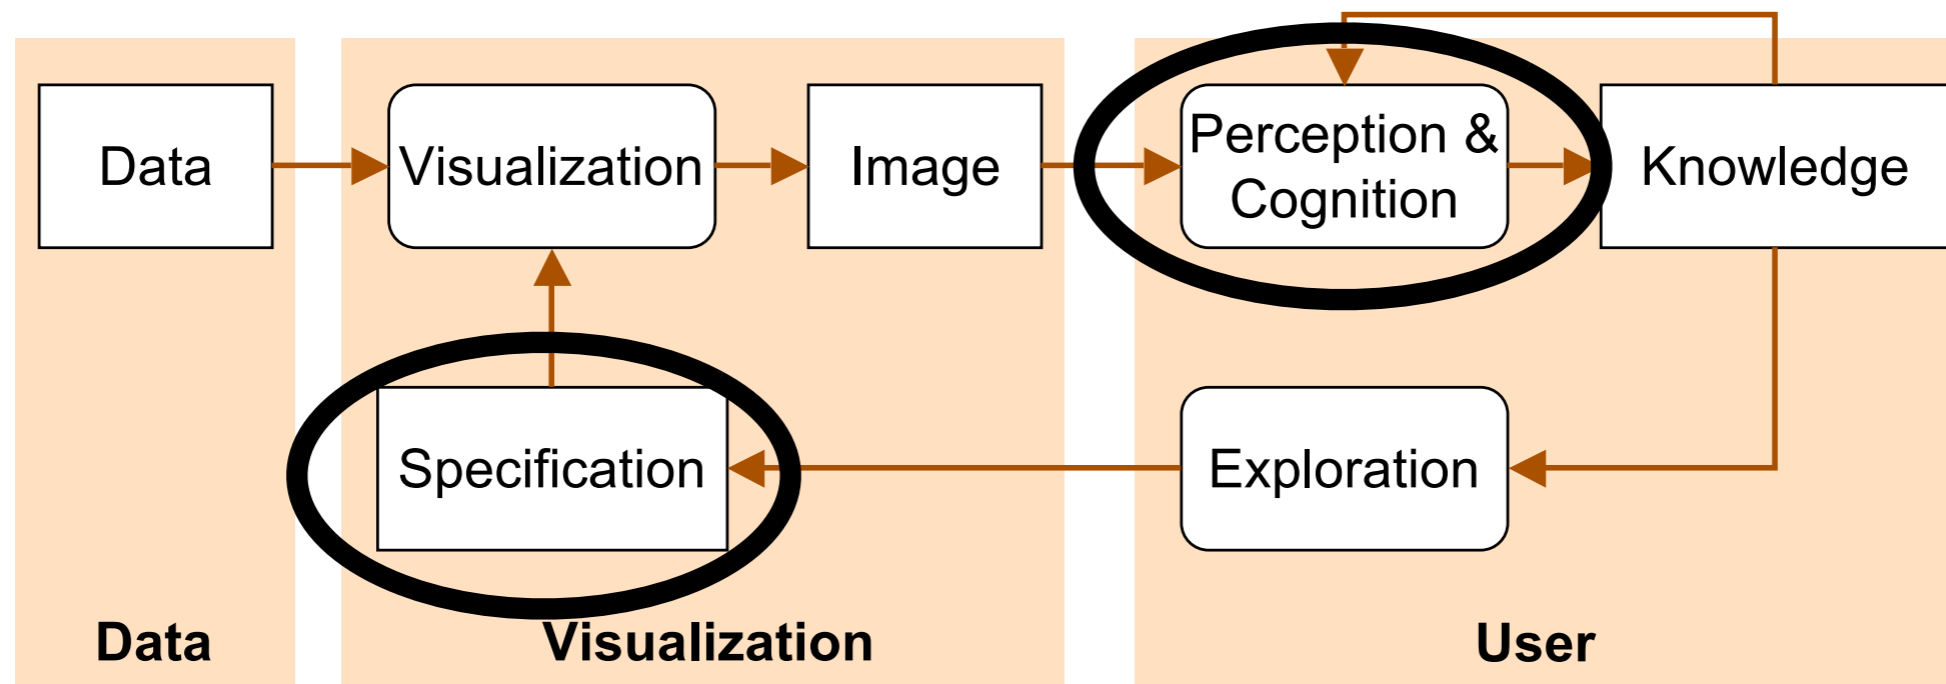 Data
Visualization
Image
Perception &
Cognition
Knowledge
Specification
Exploration
Data
Visualization
User